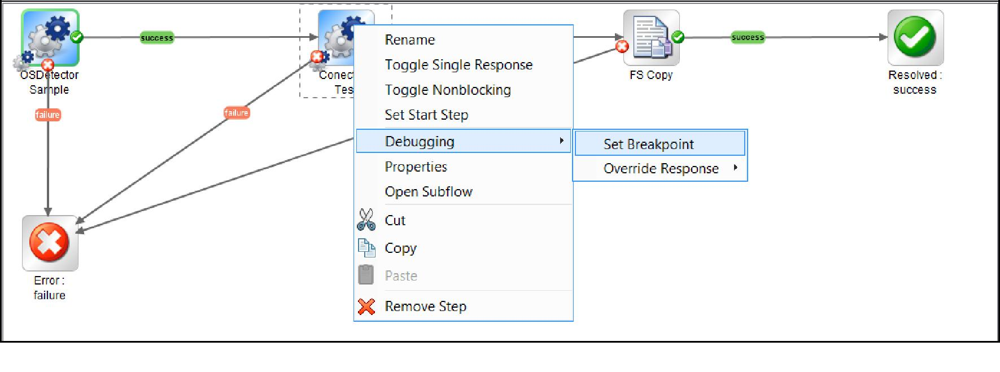 success
success
OSDetector
Sample
Conect
Tes
FS Copy
Resolved :
success
failure
failure
Error :
failure
Rename
Toggle Single Response
Toggle Nonblocking
Set Start Step
Debugging
Properties
Open Subflow
Cut
Copy
Paste
Remove Step
Set Breakpoint
Override Response